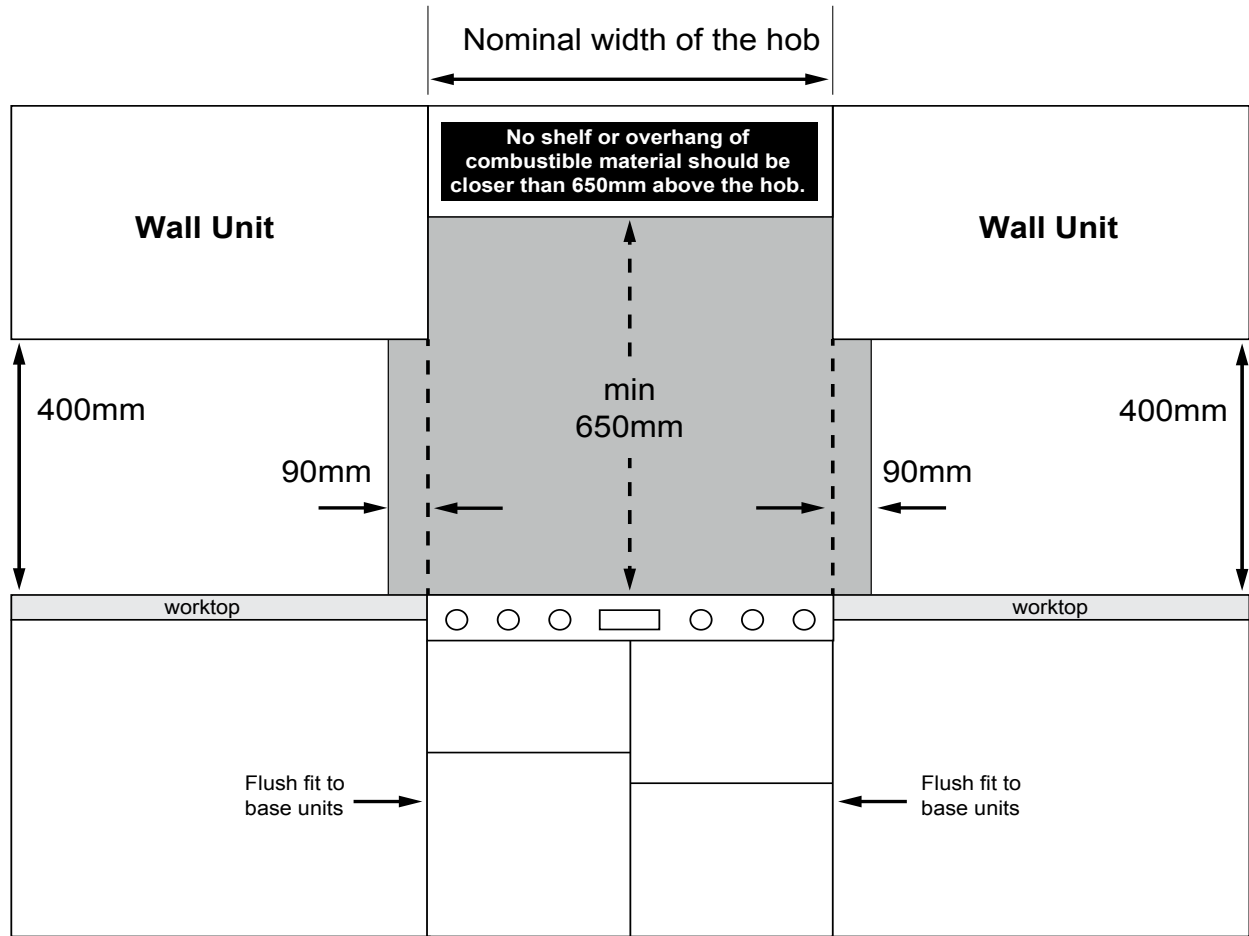 Nominal width of the hob
No shelf or overhang of
combustible material should be
closer than 650mm above the hob.
Wall Unit
Wall Unit
400mm
min
650mm
400mm
90mm
90mm
worktop
worktop
Flush fit to
base units
Flush fit to
base units